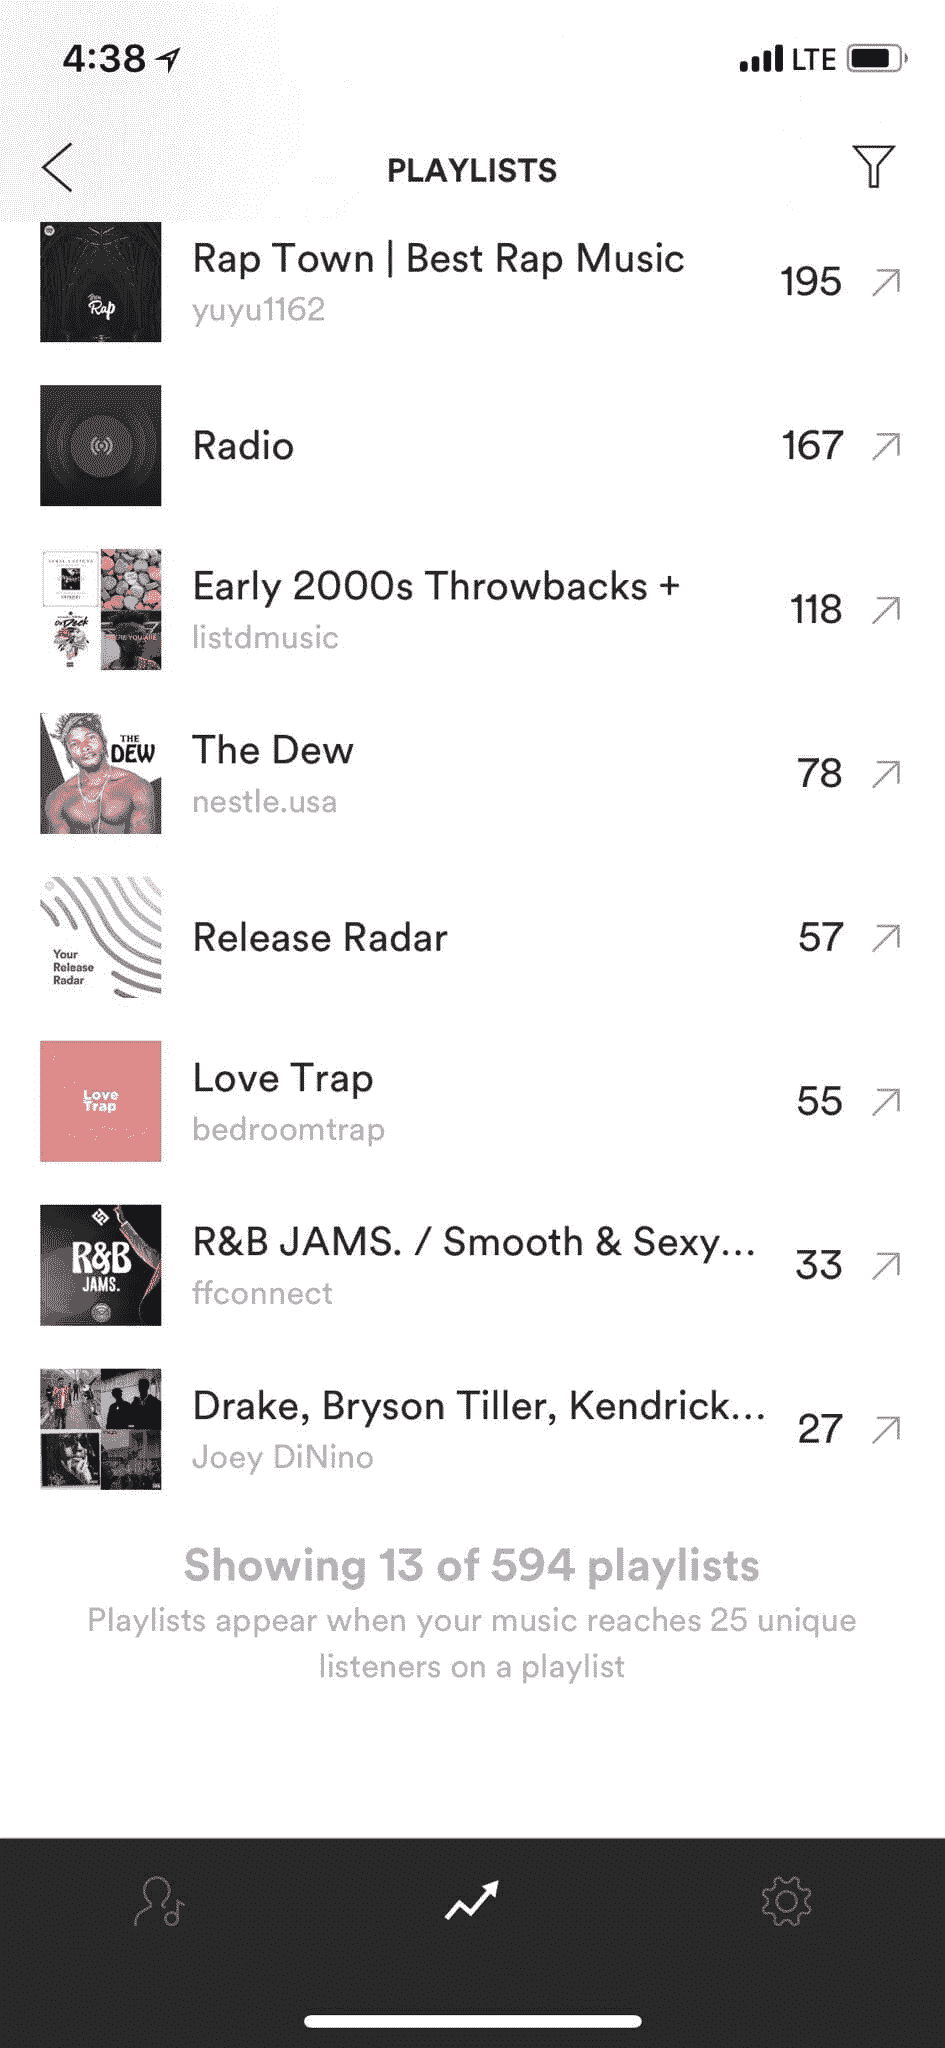 4:38
LTE
PLAYLISTS
Rap
Rap Town | Best Rap Music
yuyu1162
195
Radio
167
Early 2000s Throwbacks +
listdmusic
118
THE
DEW
The Dew
nestle.usa
78
Your
Release
Radar
Release Radar
57
Love
Trap
Love Trap
bedroomtrap
55
R&B
JAMS.
R&B JAMS. / Smooth & Sexy...
ffconnect
33
Drake, Bryson Tiller, Kendrick...
Joey DiNino
27
Showing 13 of 594 playlists
Playlists appear when your music reaches 25 unique
listeners on a playlist